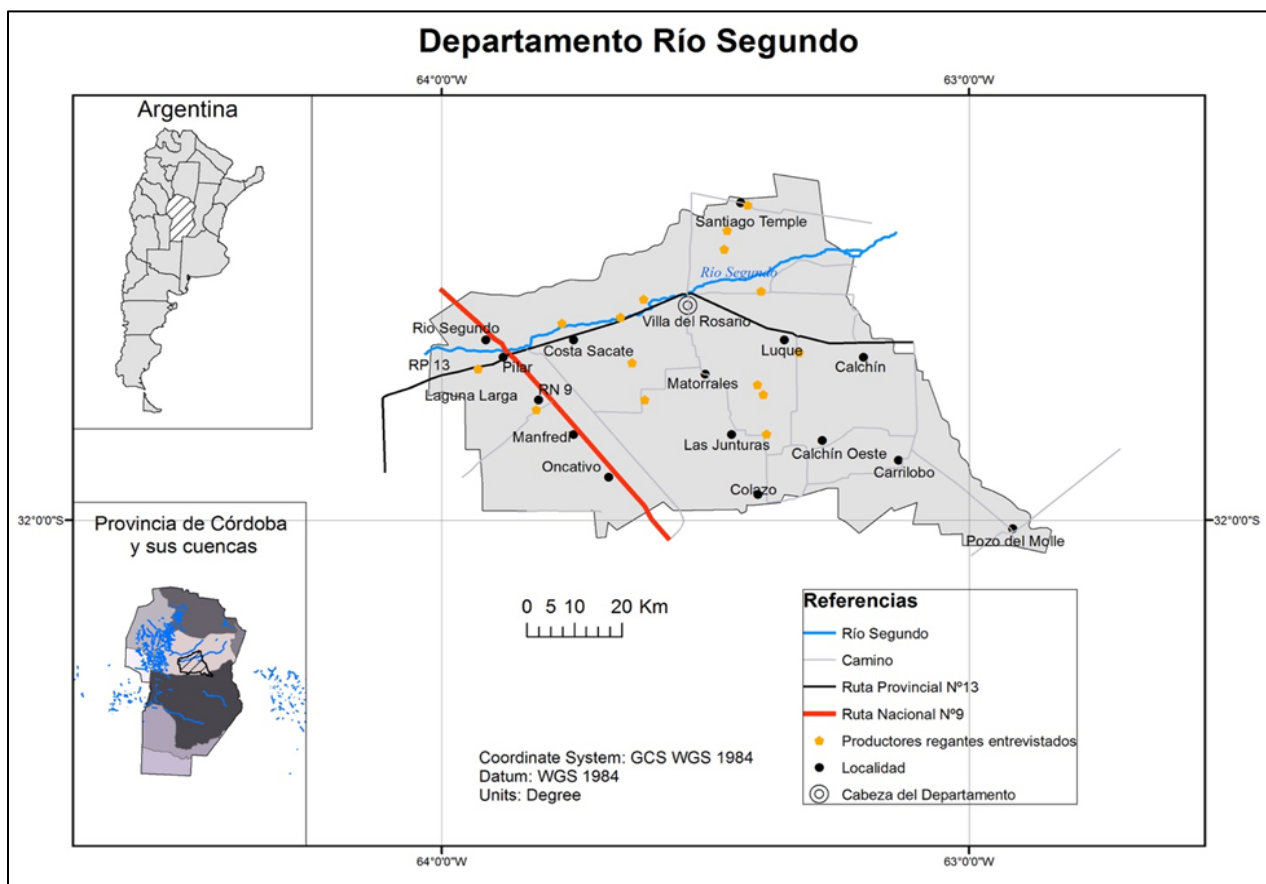 Departamento Río Segundo
64°0'0"W
63°0'0"W
Argentina
Santiago Temple
Río Segundo
Villa del Rosario
Rio Segundo
Costa Sacate
Luque
RP 13
Pilar
Calchín
Matorrales
Laguna Larga
RN 9
Manfredi
Las Junturas
Calchín Oeste
Oncativo
Carrilobo
Colazo
32°0'0"S
32°0'0"S
Pozo del Molle
Provincia de Córdoba
y sus cuencas
0 5 10 20 Km
Referencias
Río Segundo
Camino
Ruta Provincial Nº13
Ruta Nacional Nº9
Productores regantes entrevistados
Localidad
Cabeza del Departamento
Coordinate System: GCS WGS 1984
Datum: WGS 1984
Units: Degree
64°0'0"W
63°0'0"W